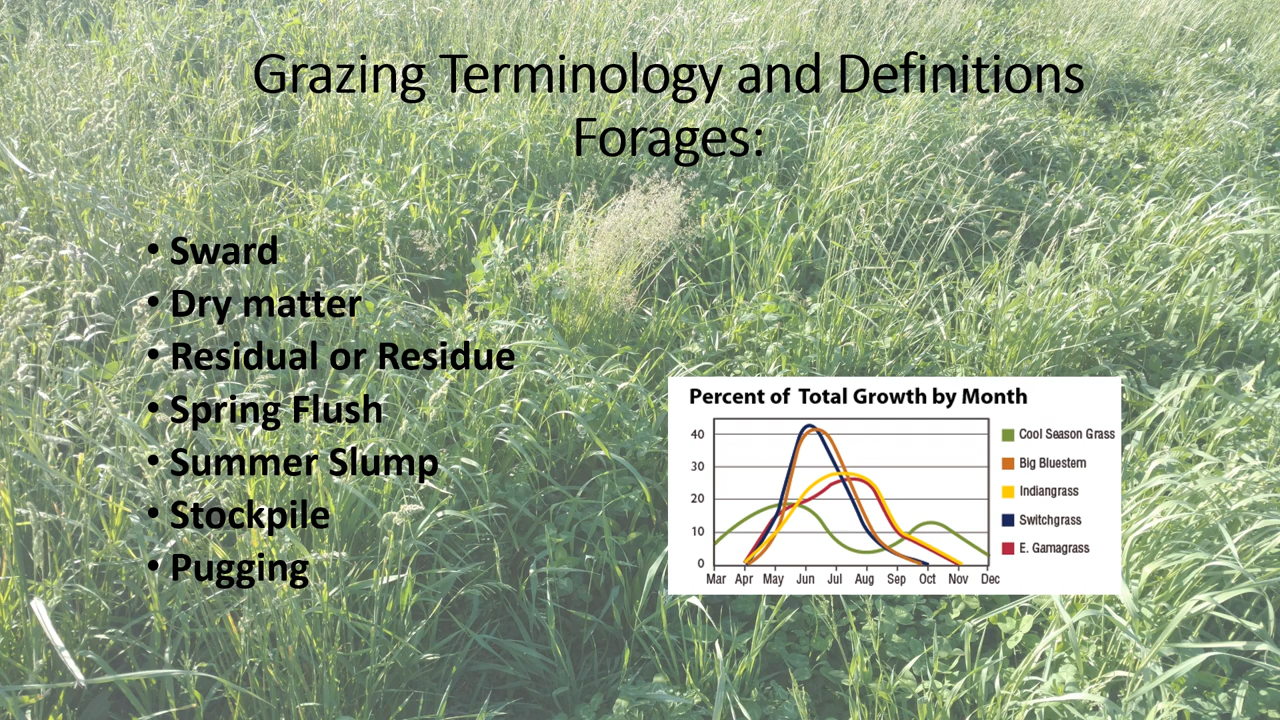 Grazing Terminology and Definitions
Forages:
• Sward
• Dry matter
• Residual or Residue
• Spring Flush
• Summer Slump
• Stockpile
• Pugging
Percent of Total Growth by Month
40
30
20
10
0
Mar Apr May Jun Jul Aug Sep Oct Nov Dec
Cool Season Grass
Big Bluestem
Indiangrass
Switchgrass
E. Gamagrass